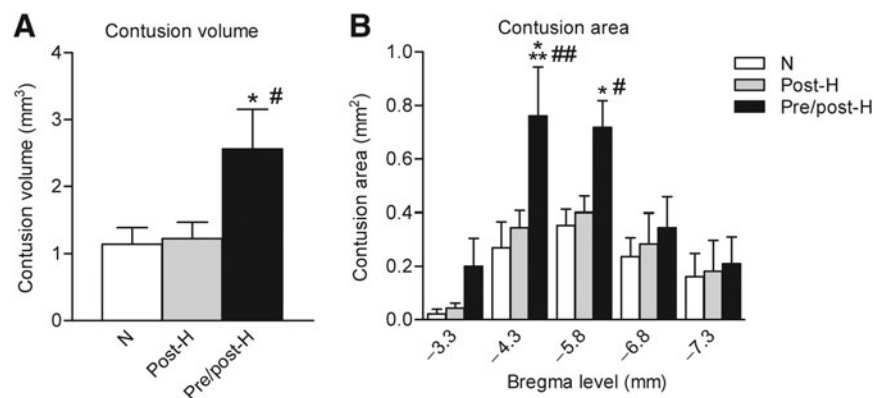 A
Contusion volume
Contusion volume (mm³)
4
3
2
1
0
* #
N
Post-H
Pre/post-H
B
Contusion area
Contusion area (mm²)
1.0
0.8
0.6
0.4
0.2
0.0
*
** ##
* #
−3.3
−4.3
−5.8
−6.8
−7.3
Bregma level (mm)
N
Post-H
Pre/post-H